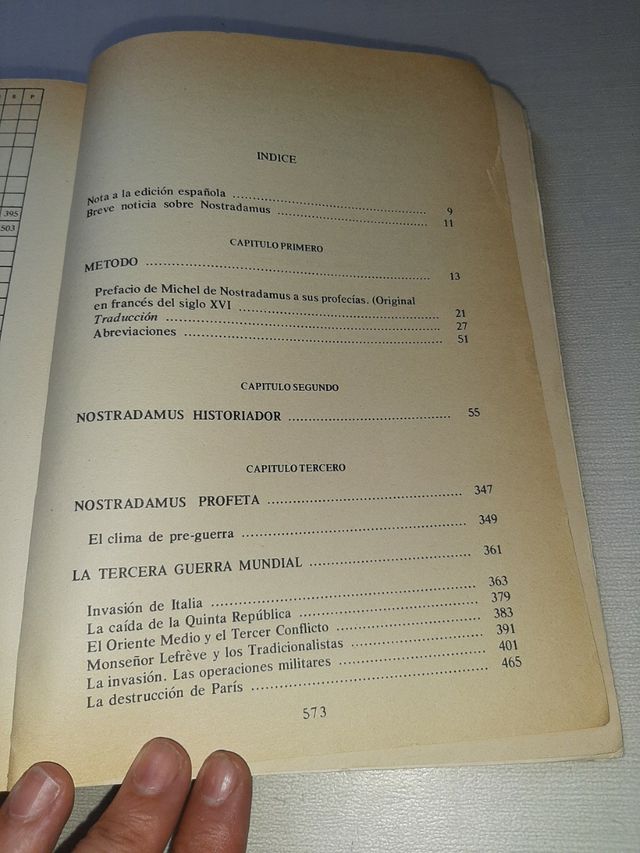 S P
395
503
INDICE
Nota a la edición española ........................................ 9
Breve noticia sobre Nostradamus ........................................ 11
CAPITULO PRIMERO
METODO ........................................ 13
Prefacio de Michel de Nostradamus a sus profecías. (Original
en francés del siglo XVI ........................................ 21
Traducción ........................................ 27
Abreviaciones ........................................ 51
CAPITULO SEGUNDO
NOSTRADAMUS HISTORIADOR ........................................ 55
CAPITULO TERCERO
NOSTRADAMUS PROFETA ........................................ 347
El clima de pre-guerra ........................................ 349
LA TERCERA GUERRA MUNDIAL ........................................ 361
Invasión de Italia ........................................ 363
La caída de la Quinta República ........................................ 379
El Oriente Medio y el Tercer Conflicto ........................................ 383
Monseñor Lefrève y los Tradicionalistas ........................................ 391
La invasión. Las operaciones militares ........................................ 401
La destrucción de París ........................................ 465
573